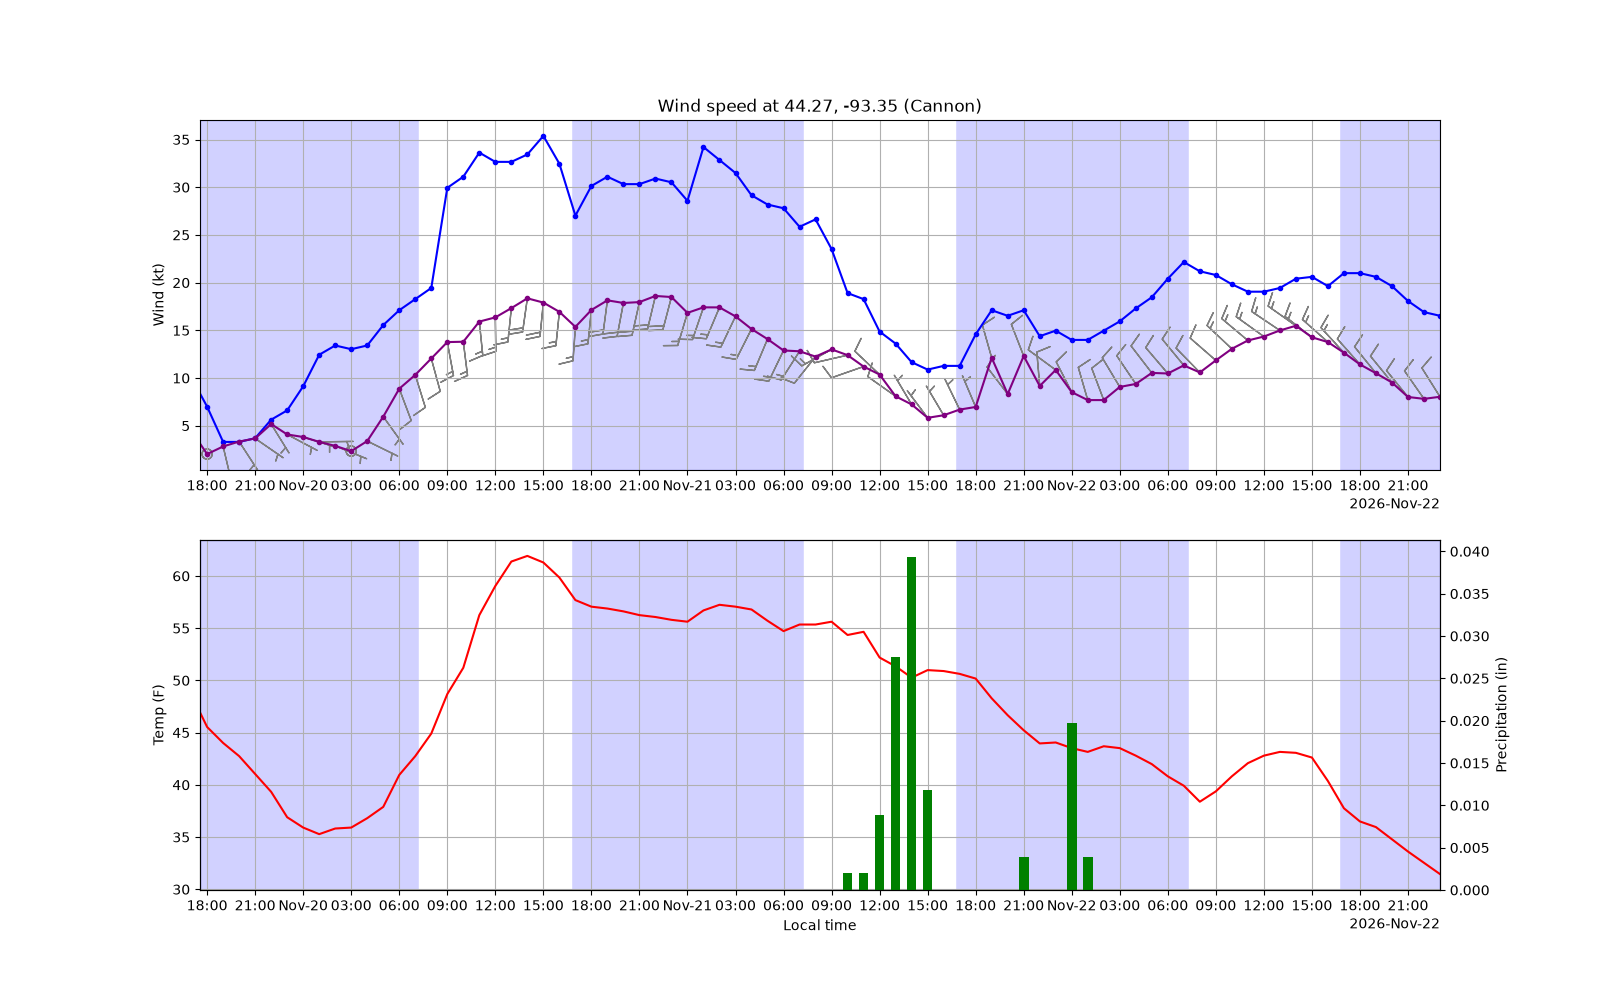 Wind speed at 44.27, -93.35 (Cannon)
Wind (kt)
35
30
25
20
15
10
5
18:00 21:00 Nov-20 03:00 06:00 09:00 12:00 15:00 18:00 21:00 Nov-21 03:00 06:00 09:00 12:00 15:00 18:00 21:00 Nov-22 03:00 06:00 09:00 12:00 15:00 18:00 21:00
2026-Nov-22
Temp (F)
60
55
50
45
40
35
30
0.040
0.035
0.030
0.025
0.020
0.015
0.010
0.005
0.000
Precipitation (in)
18:00 21:00 Nov-20 03:00 06:00 09:00 12:00 15:00 18:00 21:00 Nov-21 03:00 06:00 09:00 12:00 15:00 18:00 21:00 Nov-22 03:00 06:00 09:00 12:00 15:00 18:00 21:00
Local time
2026-Nov-22